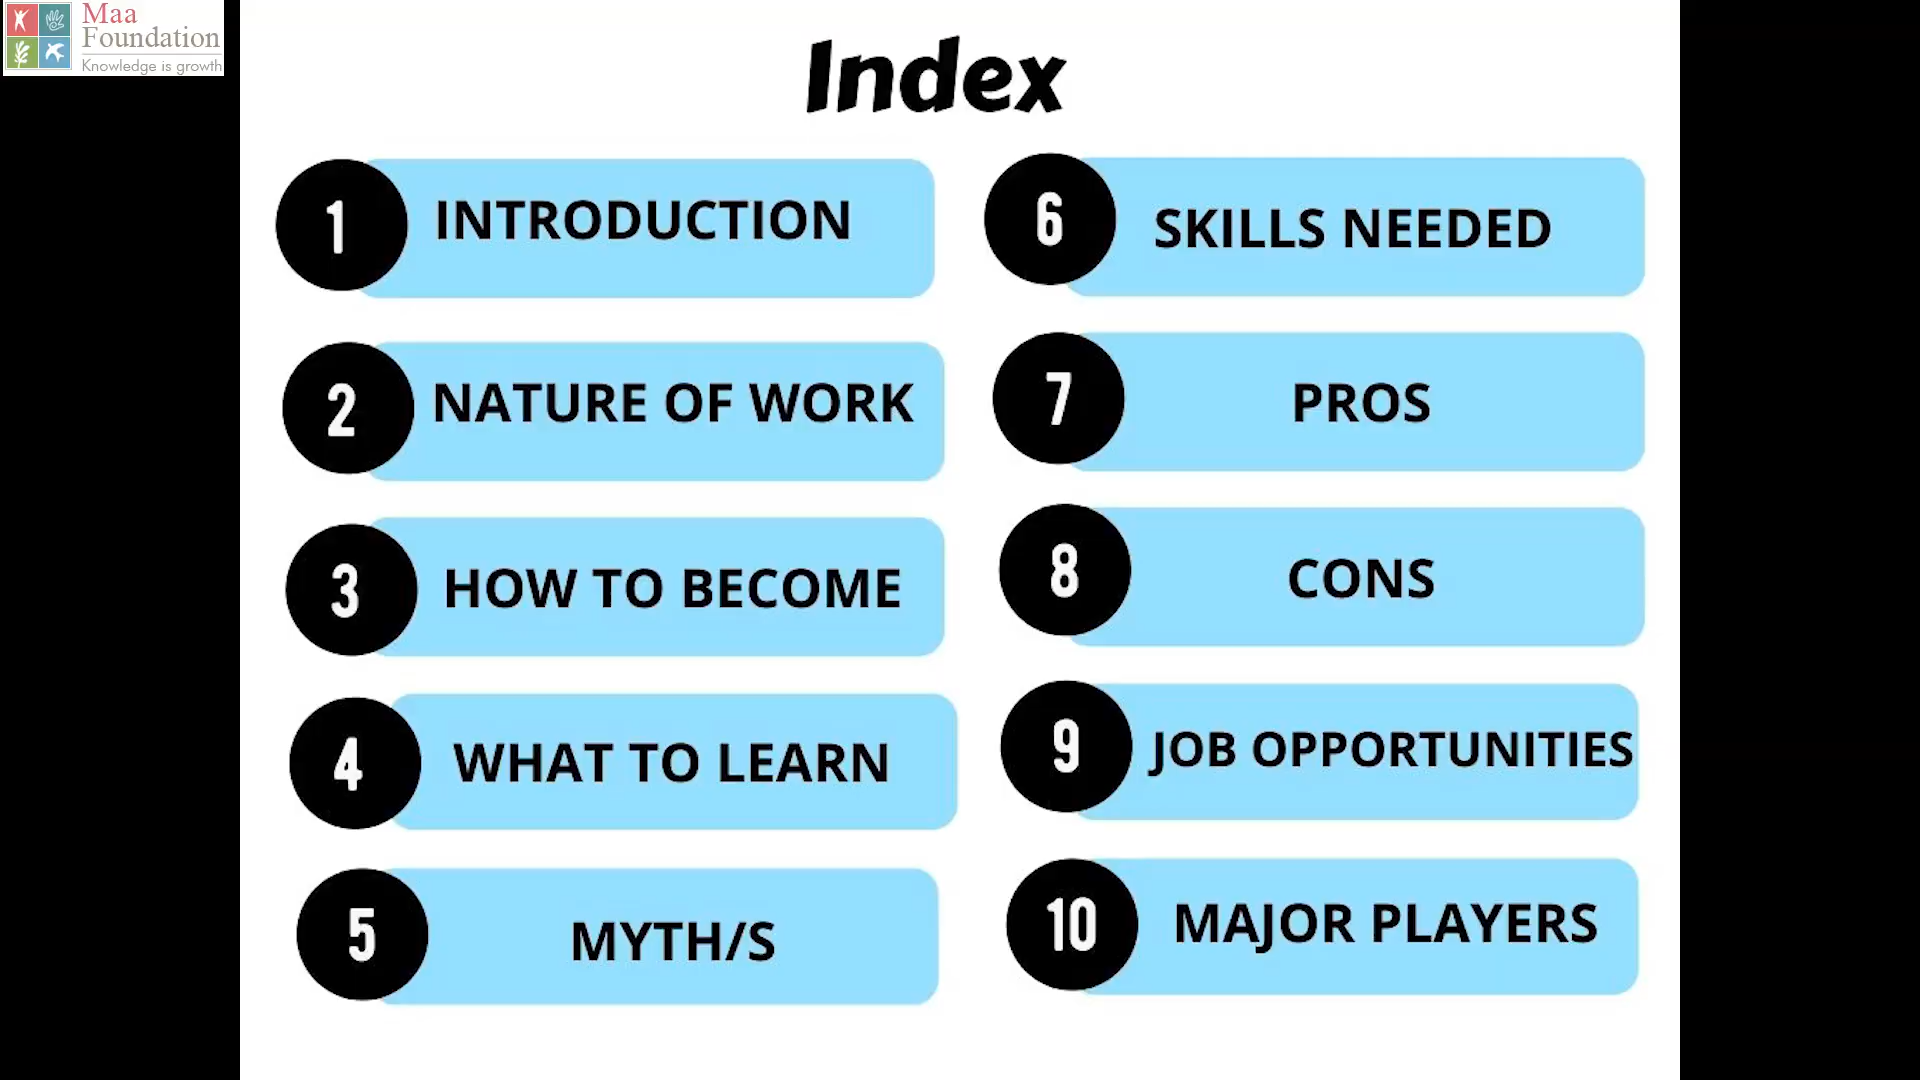 Maa
Foundation
Knowledge is growth
Index
1 INTRODUCTION
2 NATURE OF WORK
3 HOW TO BECOME
4 WHAT TO LEARN
5 MYTH/S
6 SKILLS NEEDED
7 PROS
8 CONS
9 JOB OPPORTUNITIES
10 MAJOR PLAYERS